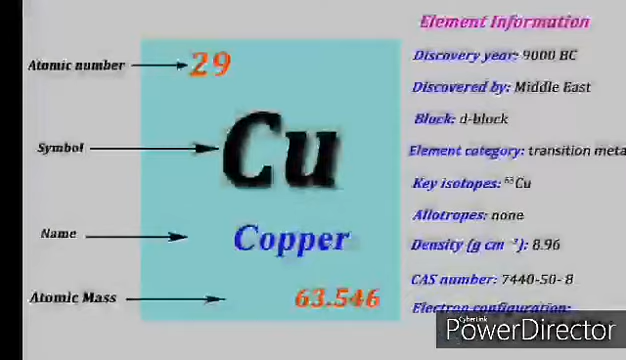 Element Information
Atomic number
29
Discovery year: 9000 BC
Discovered by: Middle East
Block: d-block
Symbol
Cu
Element category: transition meta
Key isotopes: ⁶³Cu
Allotropes: none
Name
Copper
Density (g cm ⁻³): 8.96
CAS number: 7440-50-8
Atomic Mass
63.546
Electron configuration:
CyberLink
PowerDirector